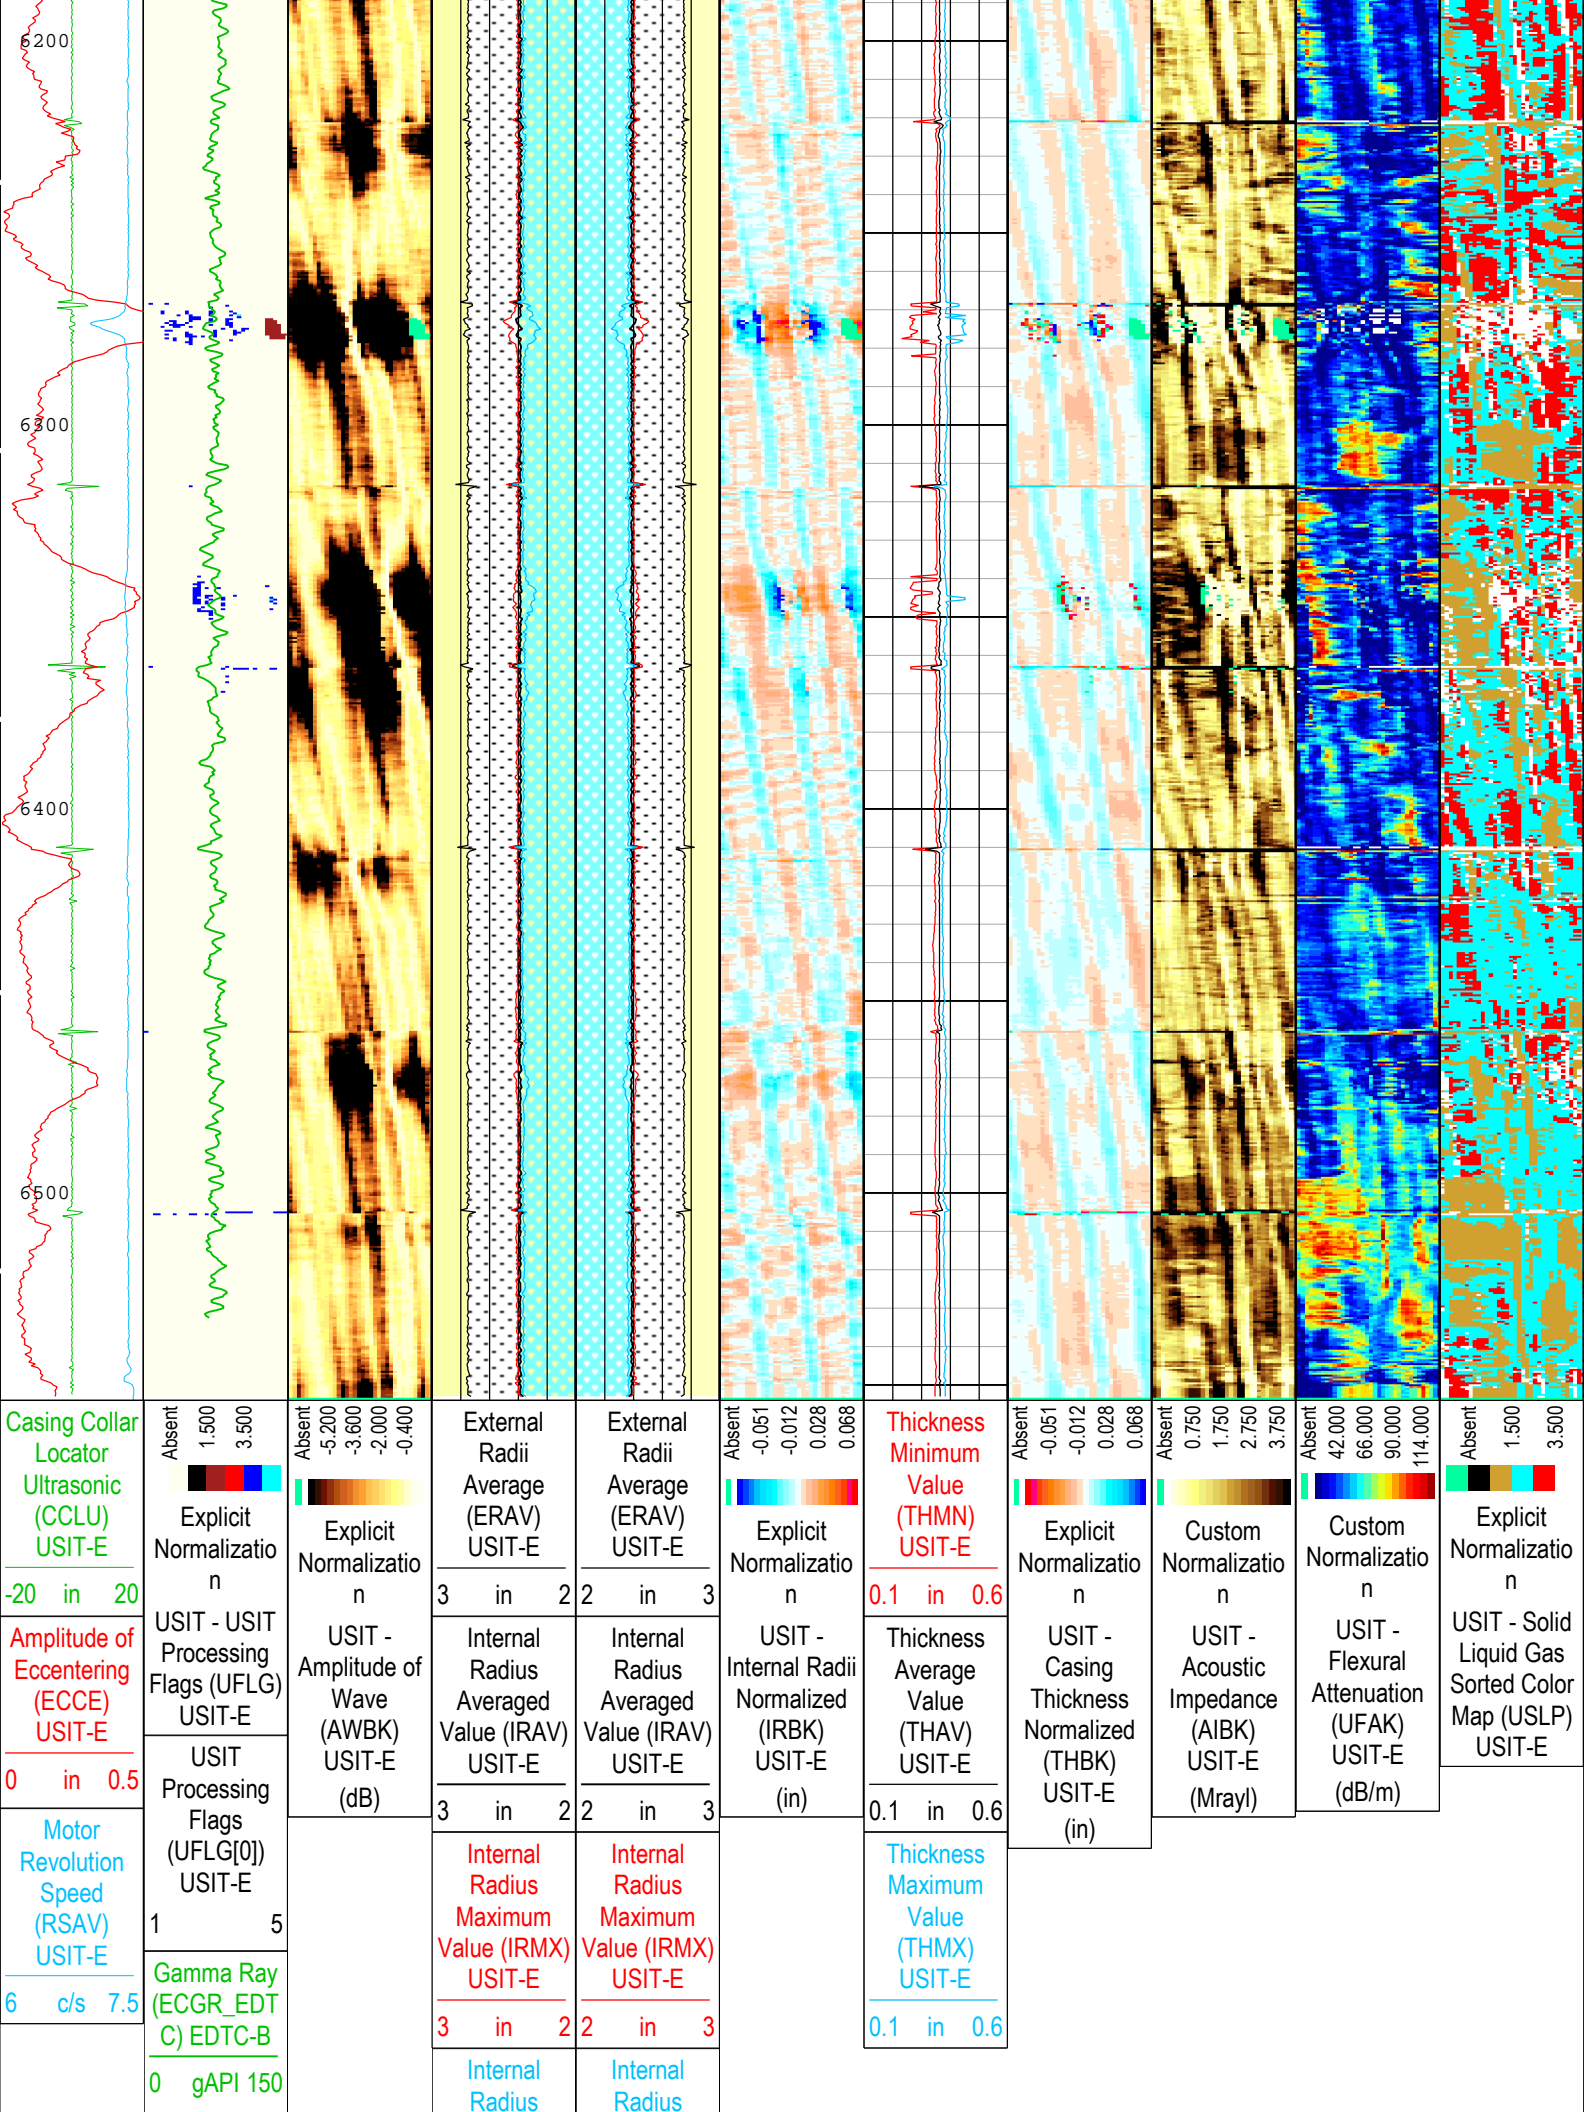 6200
6300
6400
6500
Casing Collar
Locator
Ultrasonic
(CCLU)
USIT-E
-20 in 20
Amplitude of
Eccentering
(ECCE)
USIT-E
0 in 0.5
Motor
Revolution
Speed
(RSAV)
USIT-E
6 c/s 7.5
Absent
1.500
3.500
Explicit
Normalizatio
n
USIT - USIT
Processing
Flags (UFLG)
USIT-E
USIT
Processing
Flags
(UFLG[0])
USIT-E
1 5
Gamma Ray
(ECGR_EDT
C) EDTC-B
0 gAPI 150
Absent
-5.200
-3.600
-2.000
-0.400
Explicit
Normalizatio
n
USIT -
Amplitude of
Wave
(AWBK)
USIT-E
(dB)
External
Radii
Average
(ERAV)
USIT-E
3 in 2
Internal
Radius
Averaged
Value (IRAV)
USIT-E
3 in 2
Internal
Radius
Maximum
Value (IRMX)
USIT-E
3 in 2
Internal
Radius
External
Radii
Average
(ERAV)
USIT-E
2 in 3
Internal
Radius
Averaged
Value (IRAV)
USIT-E
2 in 3
Internal
Radius
Maximum
Value (IRMX)
USIT-E
2 in 3
Internal
Radius
Absent
-0.051
-0.012
0.028
0.068
Explicit
Normalizatio
n
USIT -
Internal Radii
Normalized
(IRBK)
USIT-E
(in)
Thickness
Minimum
Value
(THMN)
USIT-E
0.1 in 0.6
Thickness
Average
Value
(THAV)
USIT-E
0.1 in 0.6
Thickness
Maximum
Value
(THMX)
USIT-E
0.1 in 0.6
Absent
-0.051
-0.012
0.028
0.068
Explicit
Normalizatio
n
USIT -
Casing
Thickness
Normalized
(THBK)
USIT-E
(in)
Absent
0.750
1.750
2.750
3.750
Custom
Normalizatio
n
USIT -
Acoustic
Impedance
(AIBK)
USIT-E
(Mrayl)
Absent
42.000
66.000
90.000
114.000
Custom
Normalizatio
n
USIT -
Flexural
Attenuation
(UFAK)
USIT-E
(dB/m)
Absent
1.500
3.500
Explicit
Normalizatio
n
USIT - Solid
Liquid Gas
Sorted Color
Map (USLP)
USIT-E